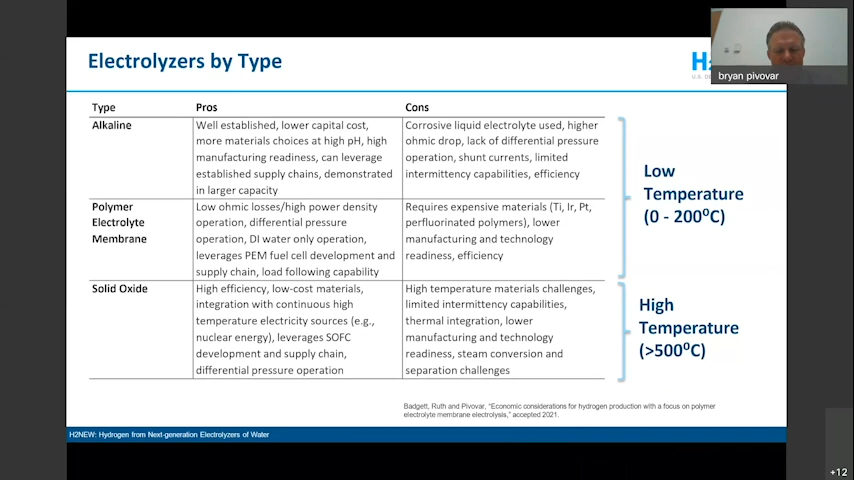 Electrolyzers by Type
H2
U.S. D
bryan pivovar
Type Pros Cons
Alkaline
Well established, lower capital cost,
more materials choices at high pH, high
manufacturing readiness, can leverage
established supply chains, demonstrated
in larger capacity
Corrosive liquid electrolyte used, higher
ohmic drop, lack of differential pressure
operation, shunt currents, limited
intermittency capabilities, efficiency
Polymer
Electrolyte
Membrane
Low ohmic losses/high power density
operation, differential pressure
operation, DI water only operation,
leverages PEM fuel cell development and
supply chain, load following capability
Requires expensive materials (Ti, Ir, Pt,
perfluorinated polymers), lower
manufacturing and technology
readiness, efficiency
Solid Oxide
High efficiency, low-cost materials,
integration with continuous high
temperature electricity sources (e.g.,
nuclear energy), leverages SOFC
development and supply chain,
differential pressure operation
High temperature materials challenges,
limited intermittency capabilities,
thermal integration, lower
manufacturing and technology
readiness, steam conversion and
separation challenges
Low
Temperature
(0 - 200⁰C)
High
Temperature
(>500⁰C)
Badgett, Ruth and Pivovar, "Economic considerations for hydrogen production with a focus on polymer
electrolyte membrane electrolysis," accepted 2021.
H2NEW: Hydrogen from Next-generation Electrolyzers of Water
+12